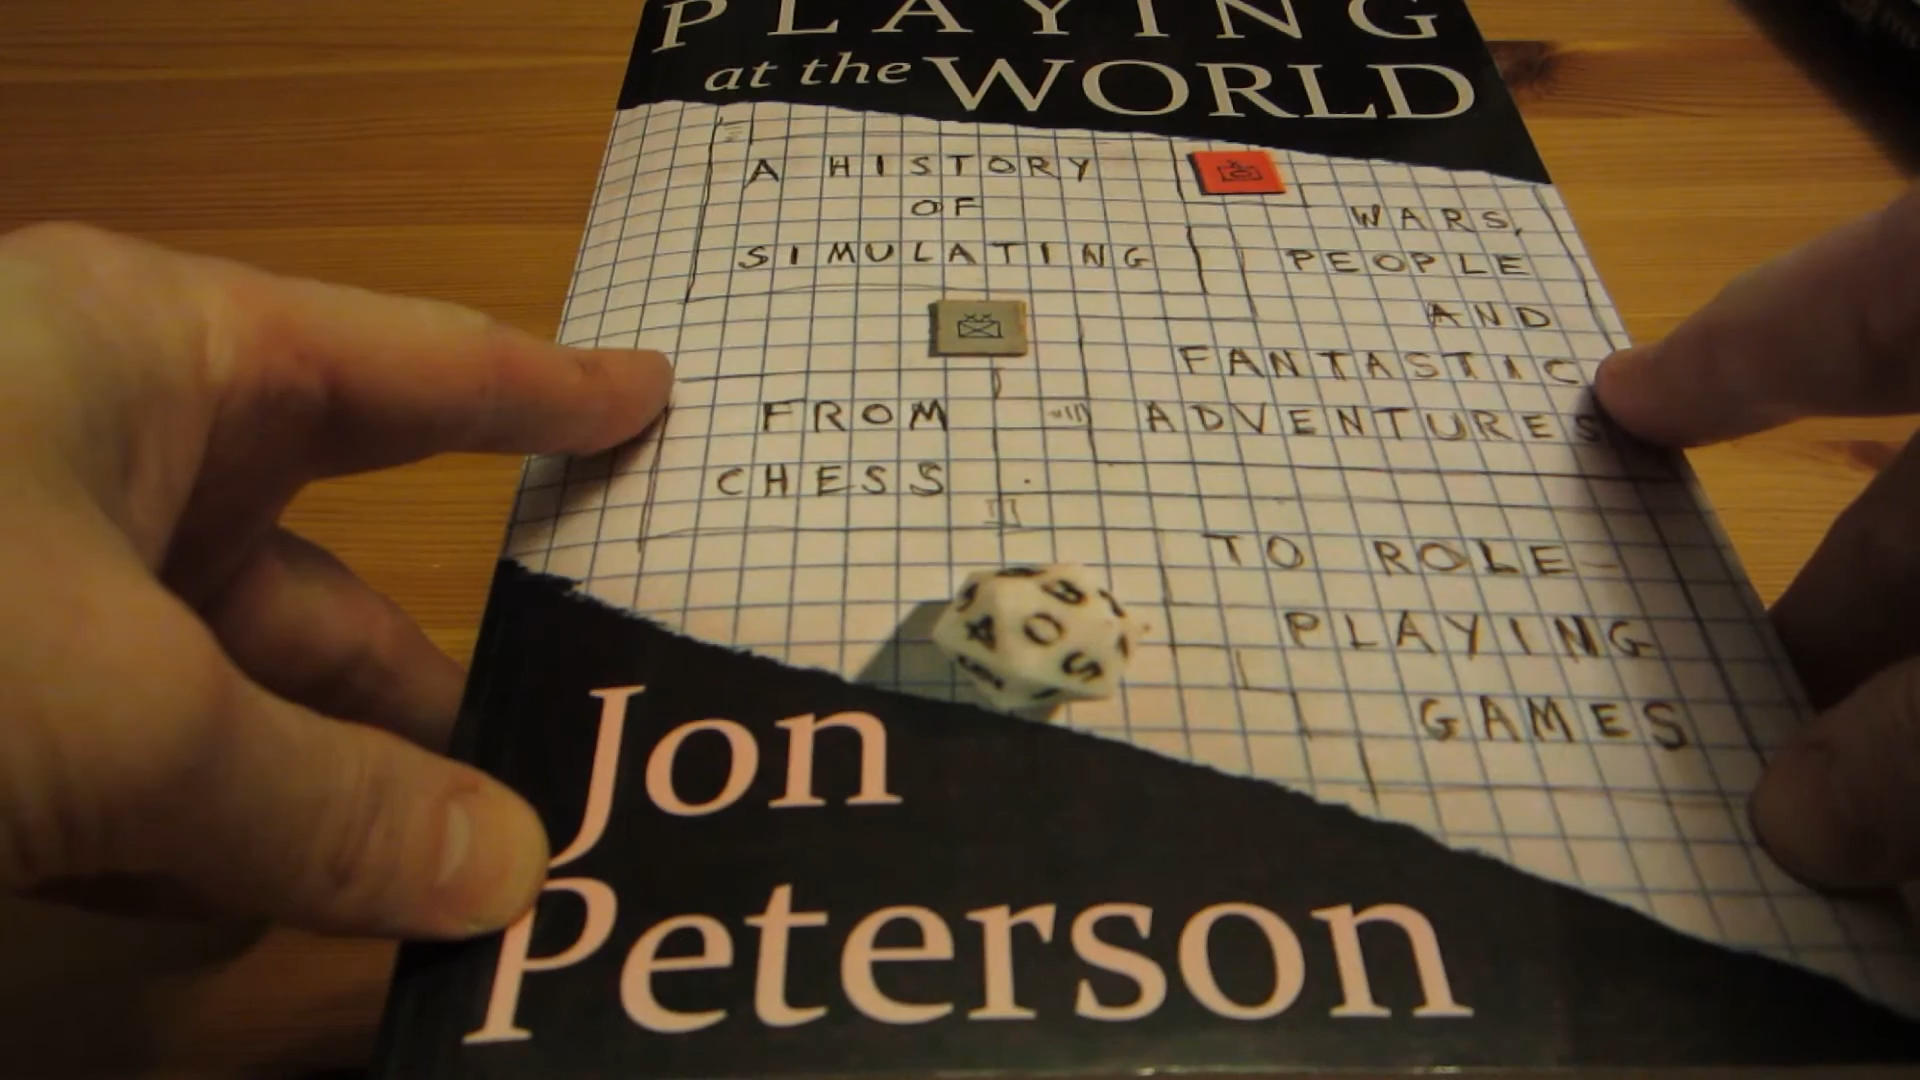 PLAYING
at the WORLD
A HISTORY
OF
SIMULATING
WARS,
PEOPLE
AND
FANTASTIC
ADVENTURES
FROM
CHESS
TO ROLE-
PLAYING
GAMES
Jon
Peterson